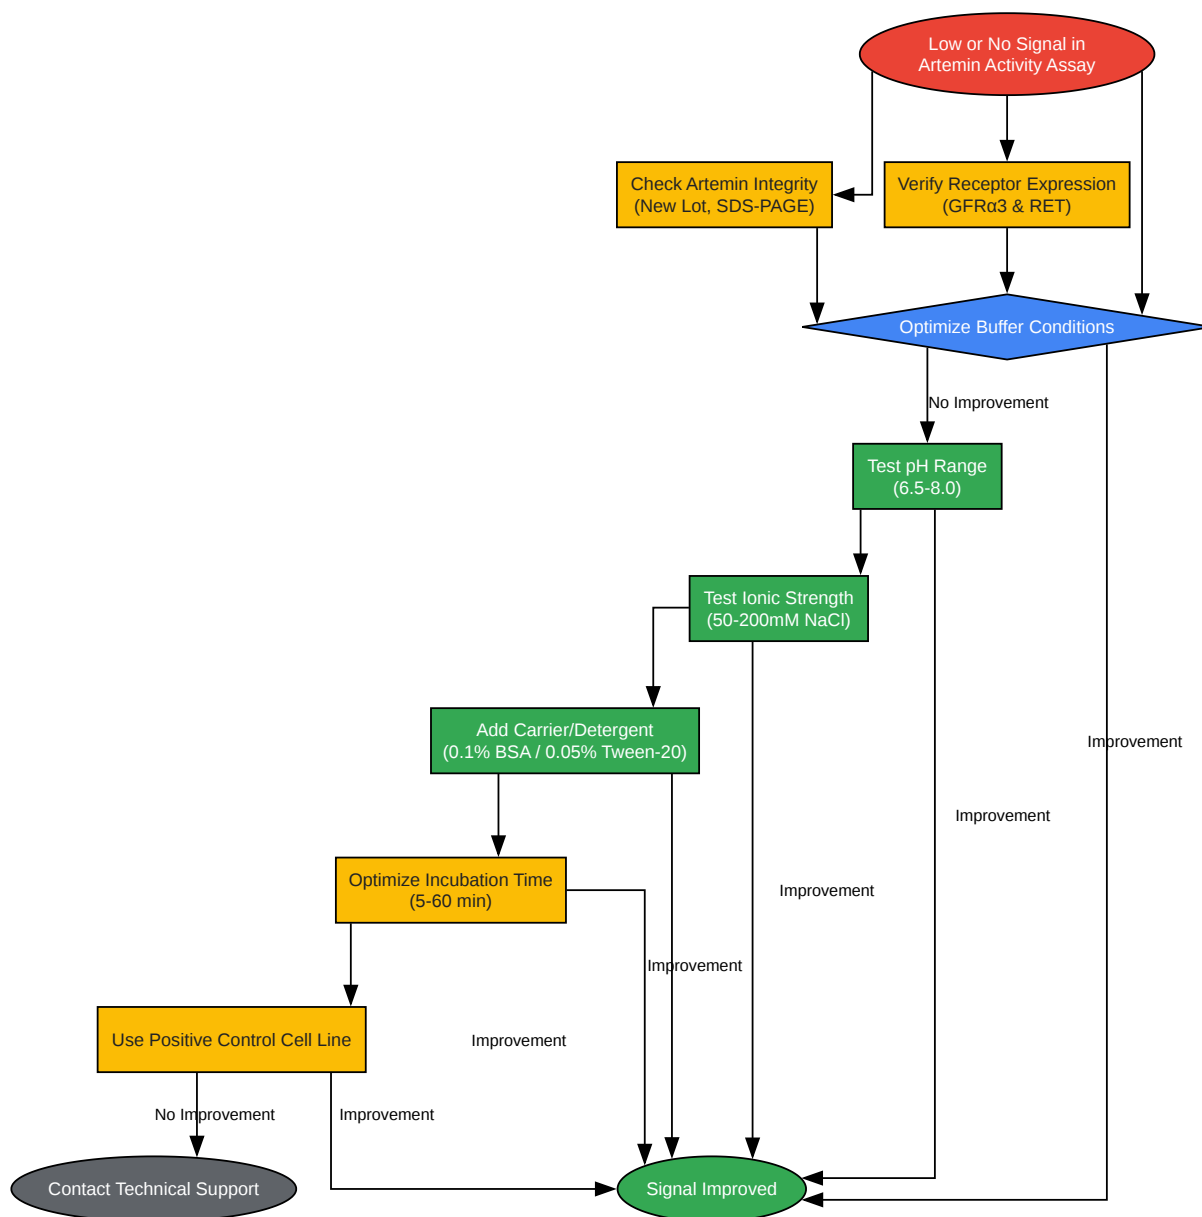 Low or No Signal in
Artemin Activity Assay
Check Artemin Integrity
(New Lot, SDS-PAGE)
Verify Receptor Expression
(GFRα3 & RET)
Optimize Buffer Conditions
No Improvement
Test pH Range
(6.5-8.0)
Test Ionic Strength
(50-200mM NaCl)
Add Carrier/Detergent
(0.1% BSA / 0.05% Tween-20)
Improvement
Improvement
Optimize Incubation Time
(5-60 min)
Improvement
Improvement
Use Positive Control Cell Line
Improvement
No Improvement
Improvement
Contact Technical Support
Signal Improved